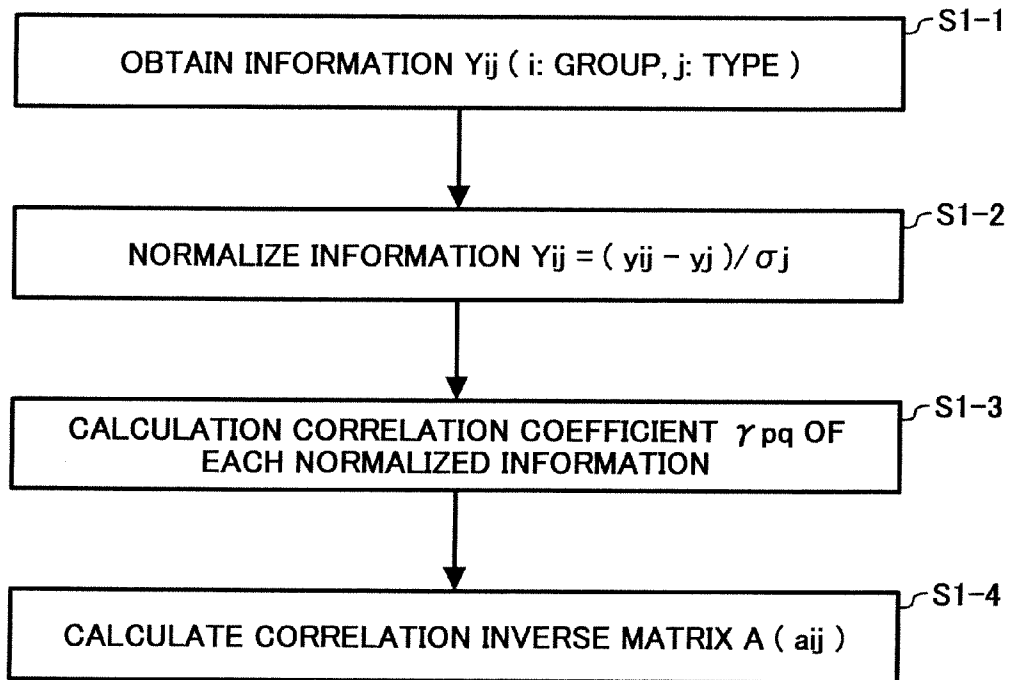 S1-1
OBTAIN INFORMATION Yij ( i: GROUP, j: TYPE )
S1-2
NORMALIZE INFORMATION Yij = ( yij − yj )/ σj
S1-3
CALCULATION CORRELATION COEFFICIENT γpq OF
EACH NORMALIZED INFORMATION
S1-4
CALCULATE CORRELATION INVERSE MATRIX A ( aij )